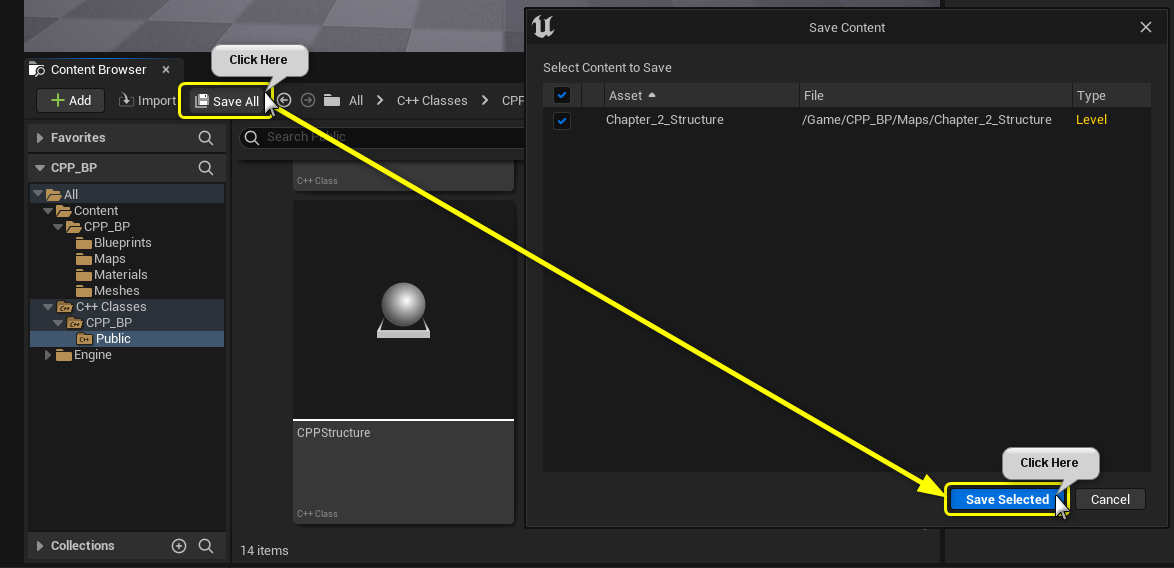 Content Browser
Click Here
Add
Import
Save All
All
C++ Classes
CPP
Favorites
Search Public
CPP_BP
All
Content
CPP_BP
Blueprints
Maps
Materials
Meshes
C++ Classes
CPP_BP
Public
Engine
Collections
C++ Class
CPPStructure
C++ Class
14 items
Save Content
Select Content to Save
Asset File Type
Chapter_2_Structure /Game/CPP_BP/Maps/Chapter_2_Structure Level
Click Here
Save Selected Cancel